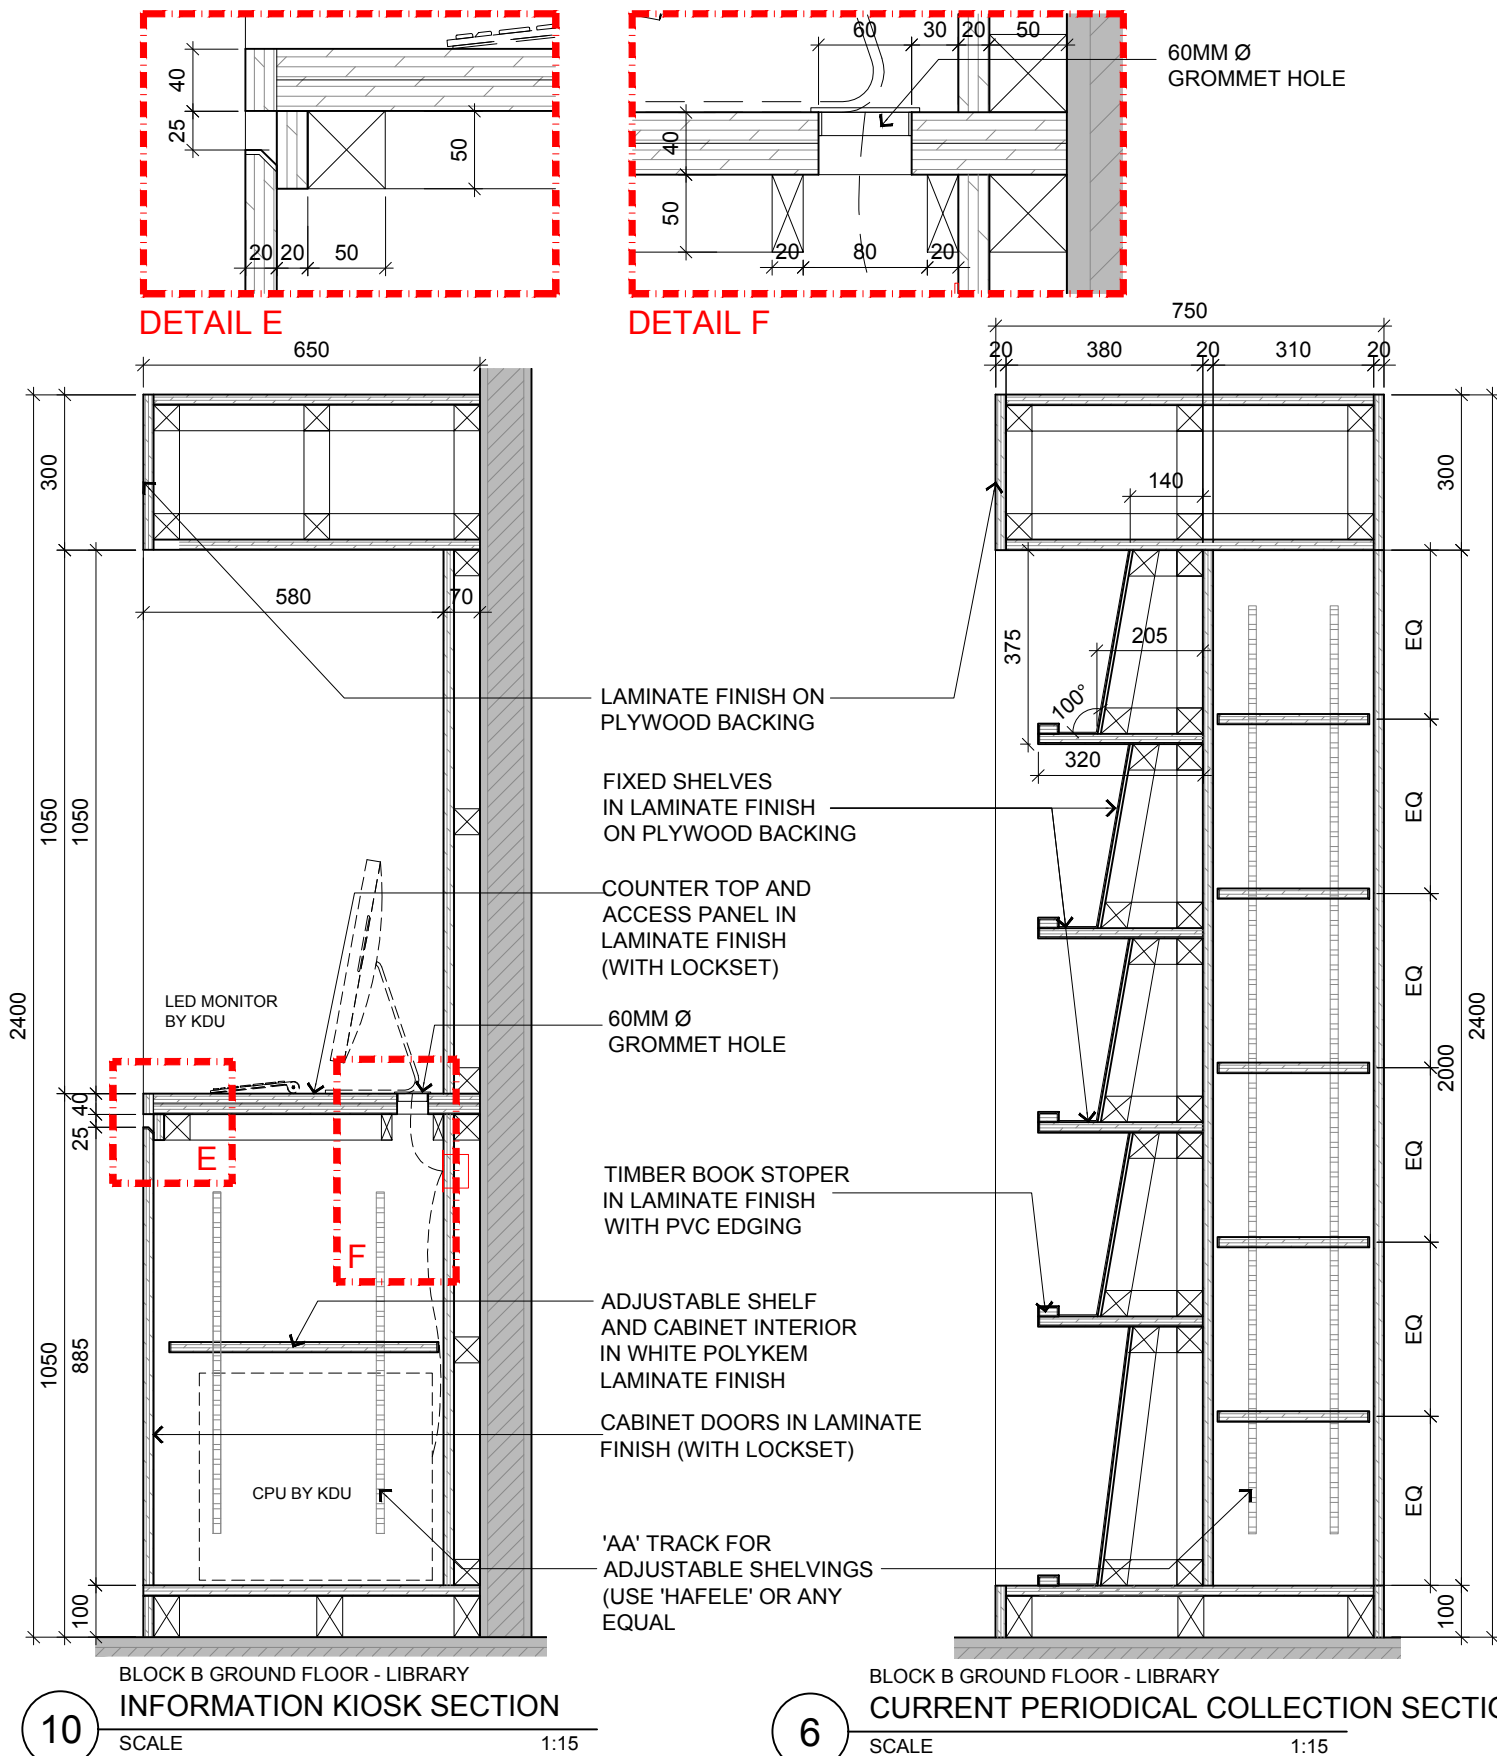 60 30 20 50
60MM Ø
GROMMET HOLE
40
25
50
20 20 50
40
50
20 80 20
DETAIL E
DETAIL F
650
750
20 380 20 310 20
300
140
300
580 70
375
205
100°
320
EQ
LAMINATE FINISH ON
PLYWOOD BACKING
FIXED SHELVES
IN LAMINATE FINISH
ON PLYWOOD BACKING
1050
1050
EQ
COUNTER TOP AND
ACCESS PANEL IN
LAMINATE FINISH
(WITH LOCKSET)
EQ
2400
2400
LED MONITOR
BY KDU
60MM Ø
GROMMET HOLE
2000
40
25
E
F
EQ
TIMBER BOOK STOPER
IN LAMINATE FINISH
WITH PVC EDGING
ADJUSTABLE SHELF
AND CABINET INTERIOR
IN WHITE POLYKEM
LAMINATE FINISH
1050
885
EQ
CABINET DOORS IN LAMINATE
FINISH (WITH LOCKSET)
CPU BY KDU
EQ
'AA' TRACK FOR
ADJUSTABLE SHELVINGS
(USE 'HAFELE' OR ANY
EQUAL
100
100
BLOCK B GROUND FLOOR - LIBRARY
10 INFORMATION KIOSK SECTION
SCALE 1:15
BLOCK B GROUND FLOOR - LIBRARY
6 CURRENT PERIODICAL COLLECTION SECTIO
SCALE 1:15